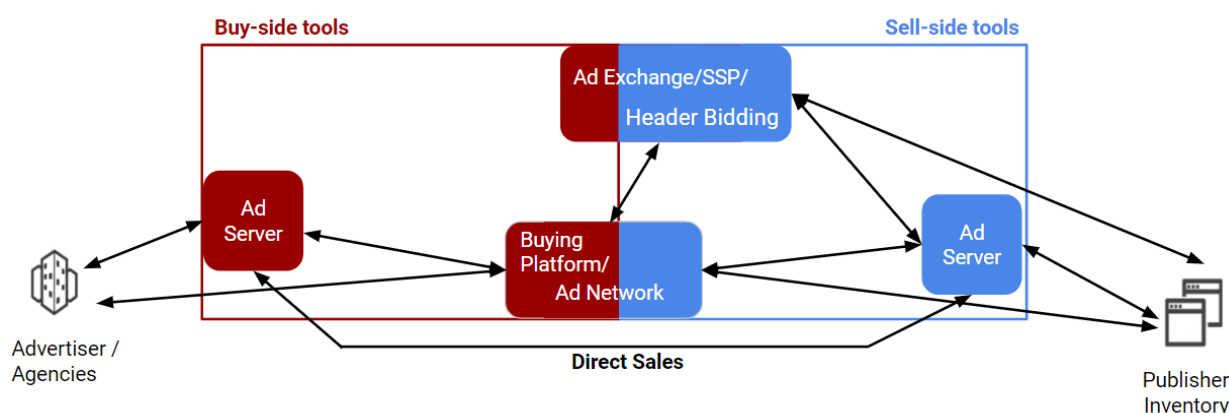 Buy-side tools
Sell-side tools
Ad Exchange/SSP/
Header Bidding
Ad
Server
Buying
Platform/
Ad Network
Ad
Server
Advertiser /
Agencies
Direct Sales
Publisher
Inventory